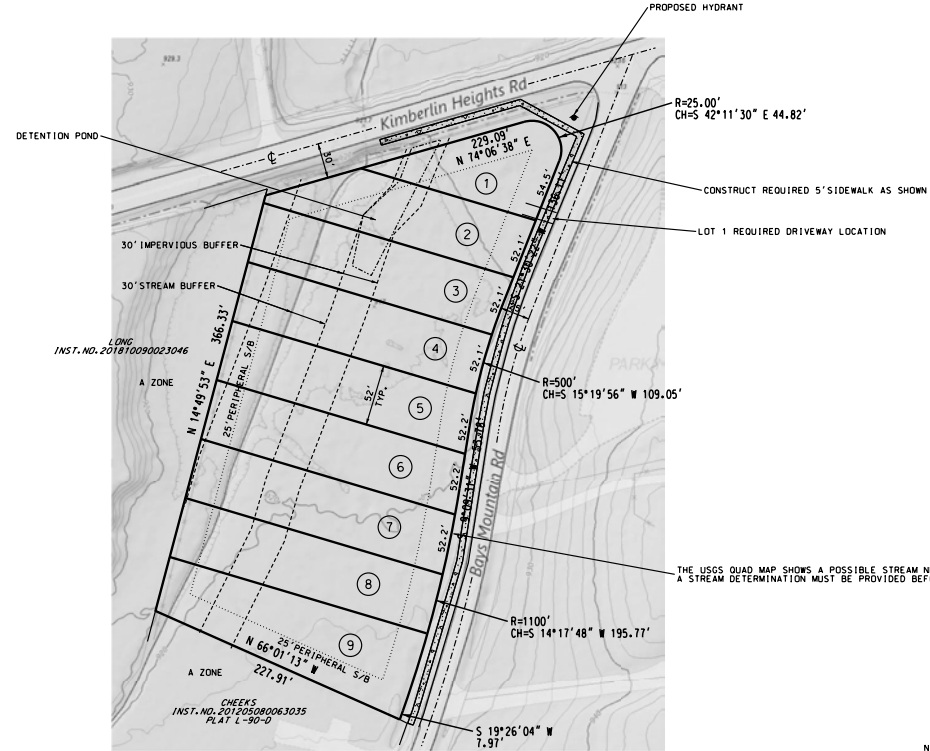 PROPOSED HYDRANT
929.3
R=25.00'
CH=S 42°11'30" E 44.82'
Kimberlin Heights Rd
DETENTION POND
229.09'
N 74°06'38" E
30'
℄
1
54.5'
CONSTRUCT REQUIRED 5' SIDEWALK AS SHOWN
2
LOT 1 REQUIRED DRIVEWAY LOCATION
30' IMPERVIOUS BUFFER
52.1'
S 21°30'22" W
3
52.1'
30' STREAM BUFFER
LONG
INST.NO.201810090023046
N 14°49'53" E 366.33'
25' PERIPHERAL S/B
4
52.1'
℄
A ZONE
52'
TYP.
R=500'
CH=S 15°19'56" W 109.05'
5
52.2'
6
52.2'
Bays Mountain Rd
7
52.2'
THE USGS QUAD MAP SHOWS A POSSIBLE STREAM N
A STREAM DETERMINATION MUST BE PROVIDED BEF
8
R=1100'
CH=S 14°17'48" W 195.77'
9
25' PERIPHERAL S/B
N 66°01'13" W
227.91'
A ZONE
CHEEKS
INST.NO.201205080063035
PLAT L-90-D
S 19°26'04" W
7.97'
N